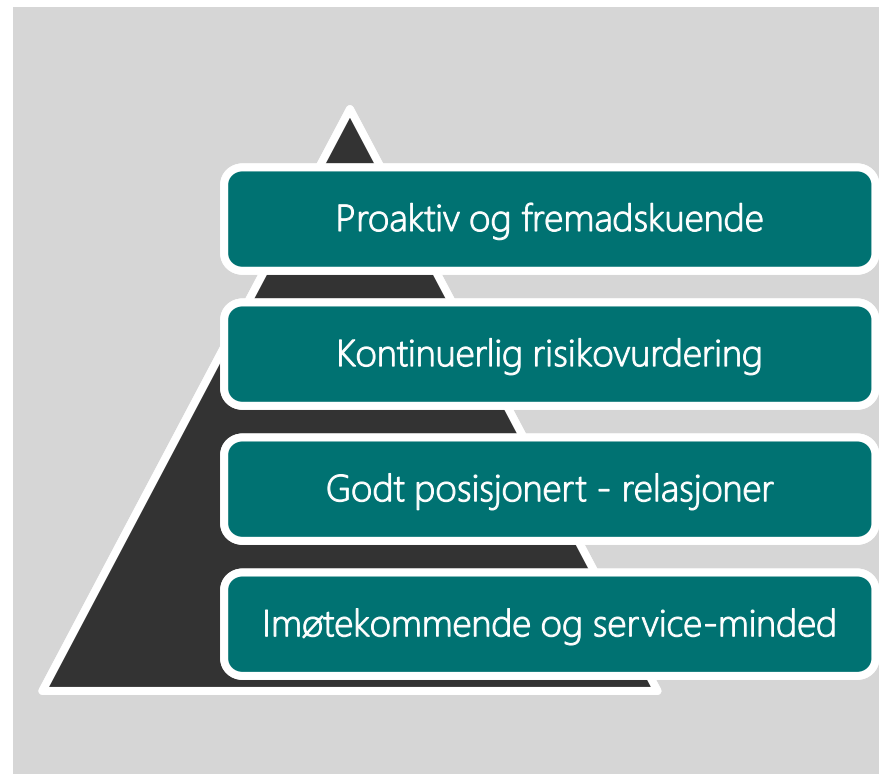 Proaktiv og fremadskuende
Kontinuerlig risikovurdering
Godt posisjonert - relasjoner
Imøtekommende og service-minded